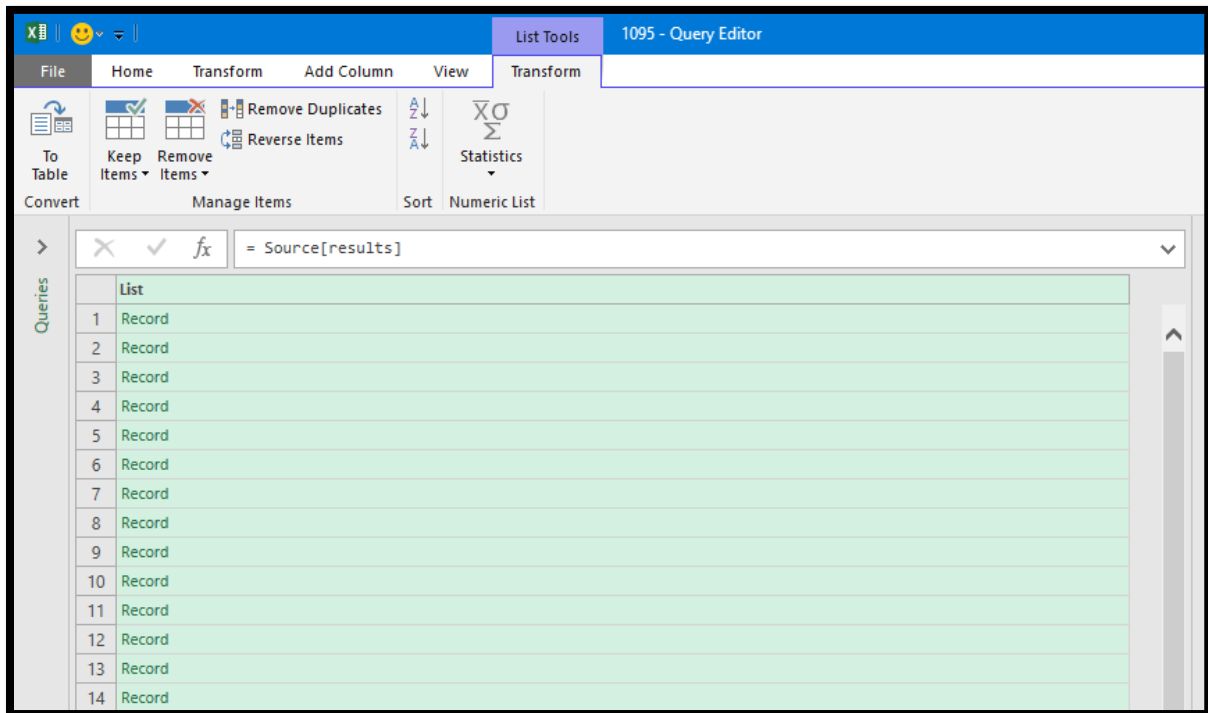 List Tools
1095 - Query Editor
File Home Transform Add Column View Transform
To Table
Keep Items
Remove Items
Remove Duplicates
Reverse Items
A
Z
Z
A
X̅σ
Σ
Statistics
Convert Manage Items Sort Numeric List
Queries
fx = Source[results]
List
1 Record
2 Record
3 Record
4 Record
5 Record
6 Record
7 Record
8 Record
9 Record
10 Record
11 Record
12 Record
13 Record
14 Record